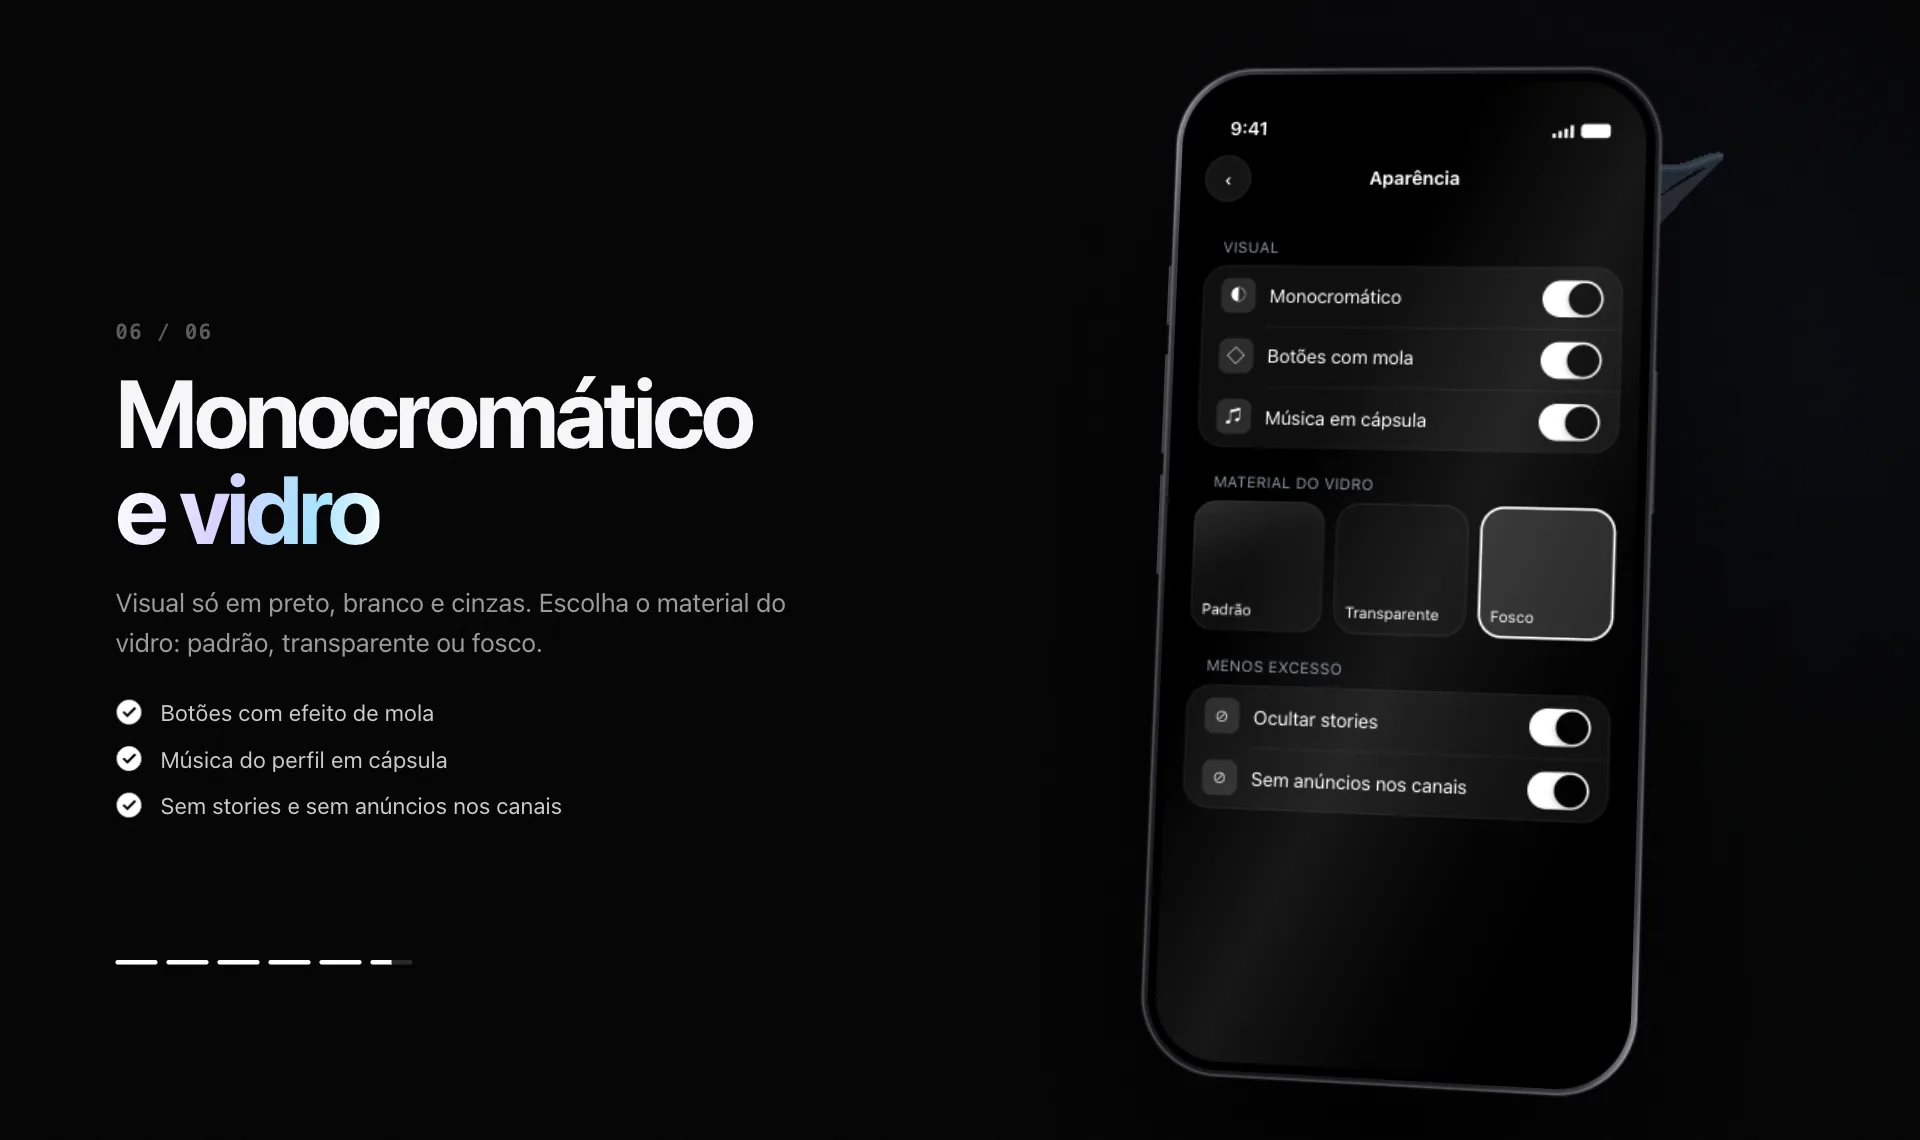 06 / 06
Monocromático
e vidro
Visual só em preto, branco e cinzas. Escolha o material do
vidro: padrão, transparente ou fosco.
Botões com efeito de mola
Música do perfil em cápsula
Sem stories e sem anúncios nos canais
9:41
Aparência
VISUAL
Monocromático
Botões com mola
Música em cápsula
MATERIAL DO VIDRO
Padrão
Transparente
Fosco
MENOS EXCESSO
Ocultar stories
Sem anúncios nos canais